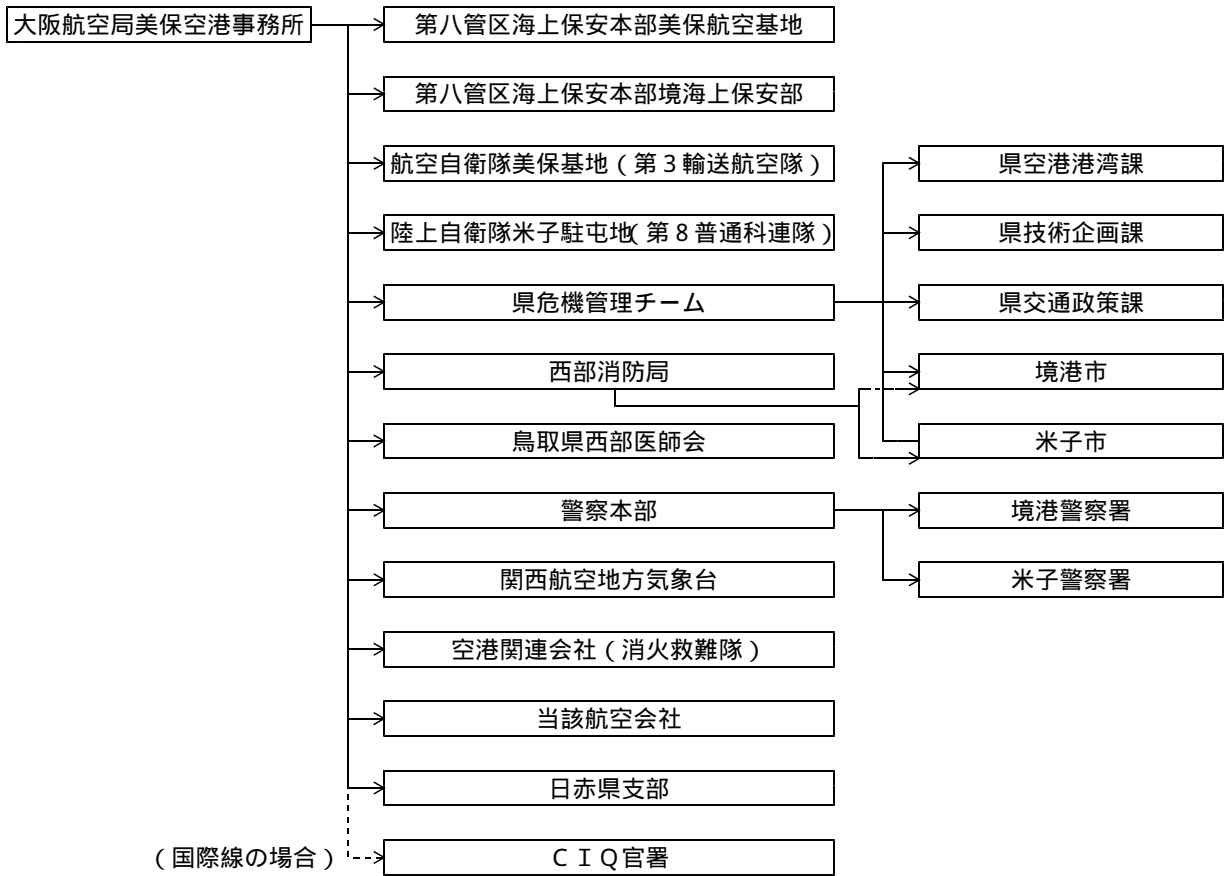 大阪航空局美保空港事務所
第八管区海上保安本部美保航空基地
第八管区海上保安本部境海上保安部
航空自衛隊美保基地（第３輸送航空隊）
県空港港湾課
陸上自衛隊米子駐屯地（第８普通科連隊）
県技術企画課
県危機管理チーム
県交通政策課
西部消防局
境港市
鳥取県西部医師会
米子市
警察本部
境港警察署
関西航空地方気象台
米子警察署
空港関連会社（消火救難隊）
当該航空会社
日赤県支部
（国際線の場合）
ＣＩＱ官署